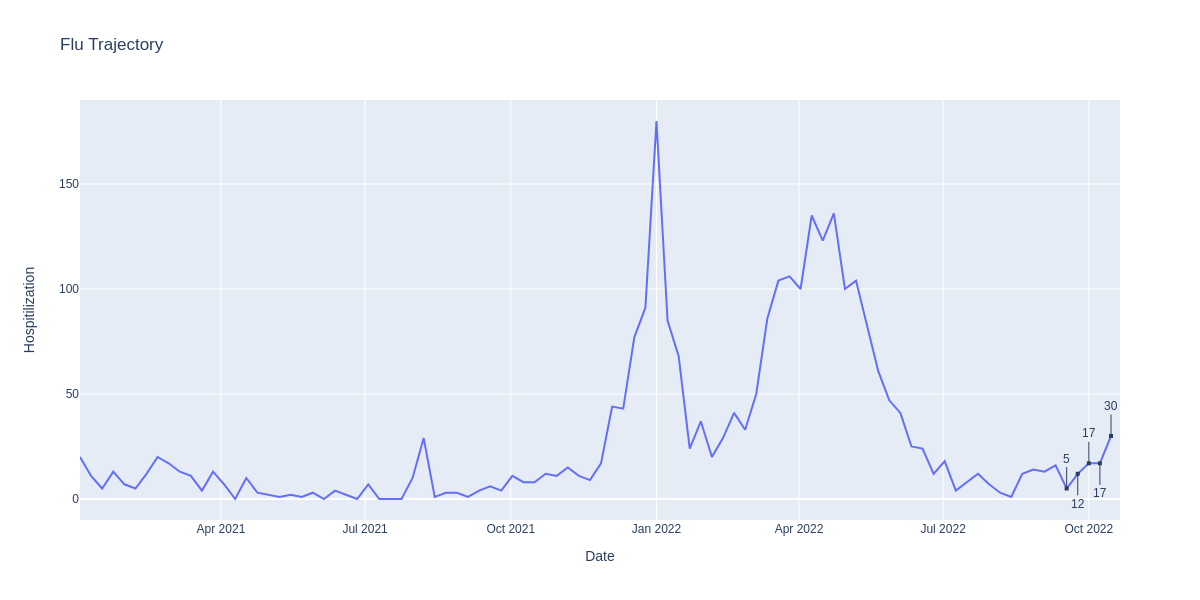 Flu Trajectory
Hospitilization
150
100
50
0
30
17
5
17
12
Apr 2021
Jul 2021
Oct 2021
Jan 2022
Apr 2022
Jul 2022
Oct 2022
Date